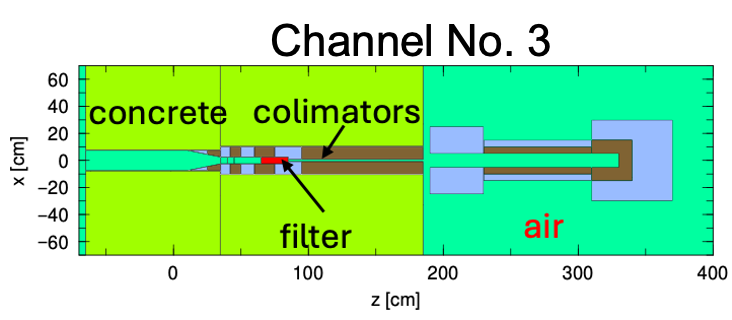 Channel No. 3
x [cm]
60
40
20
0
−20
−40
−60
concrete
colimators
filter
air
0
100
200
300
400
z [cm]